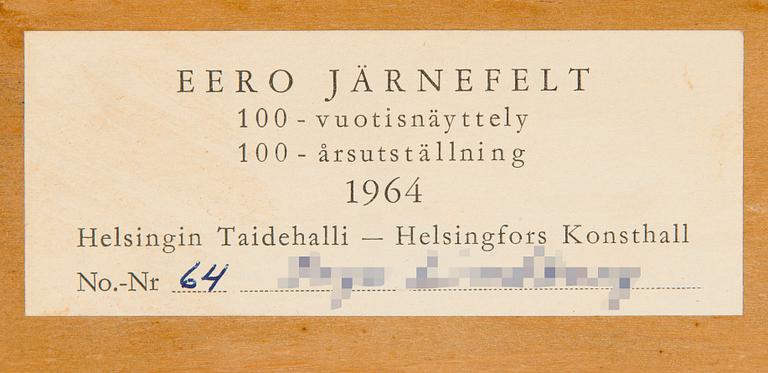 EERO JÄRNEFELT
100 - vuotisnäyttely
100 - årsutställning
1964
Helsingin Taidehalli — Helsingfors Konsthall
No.-Nr 64